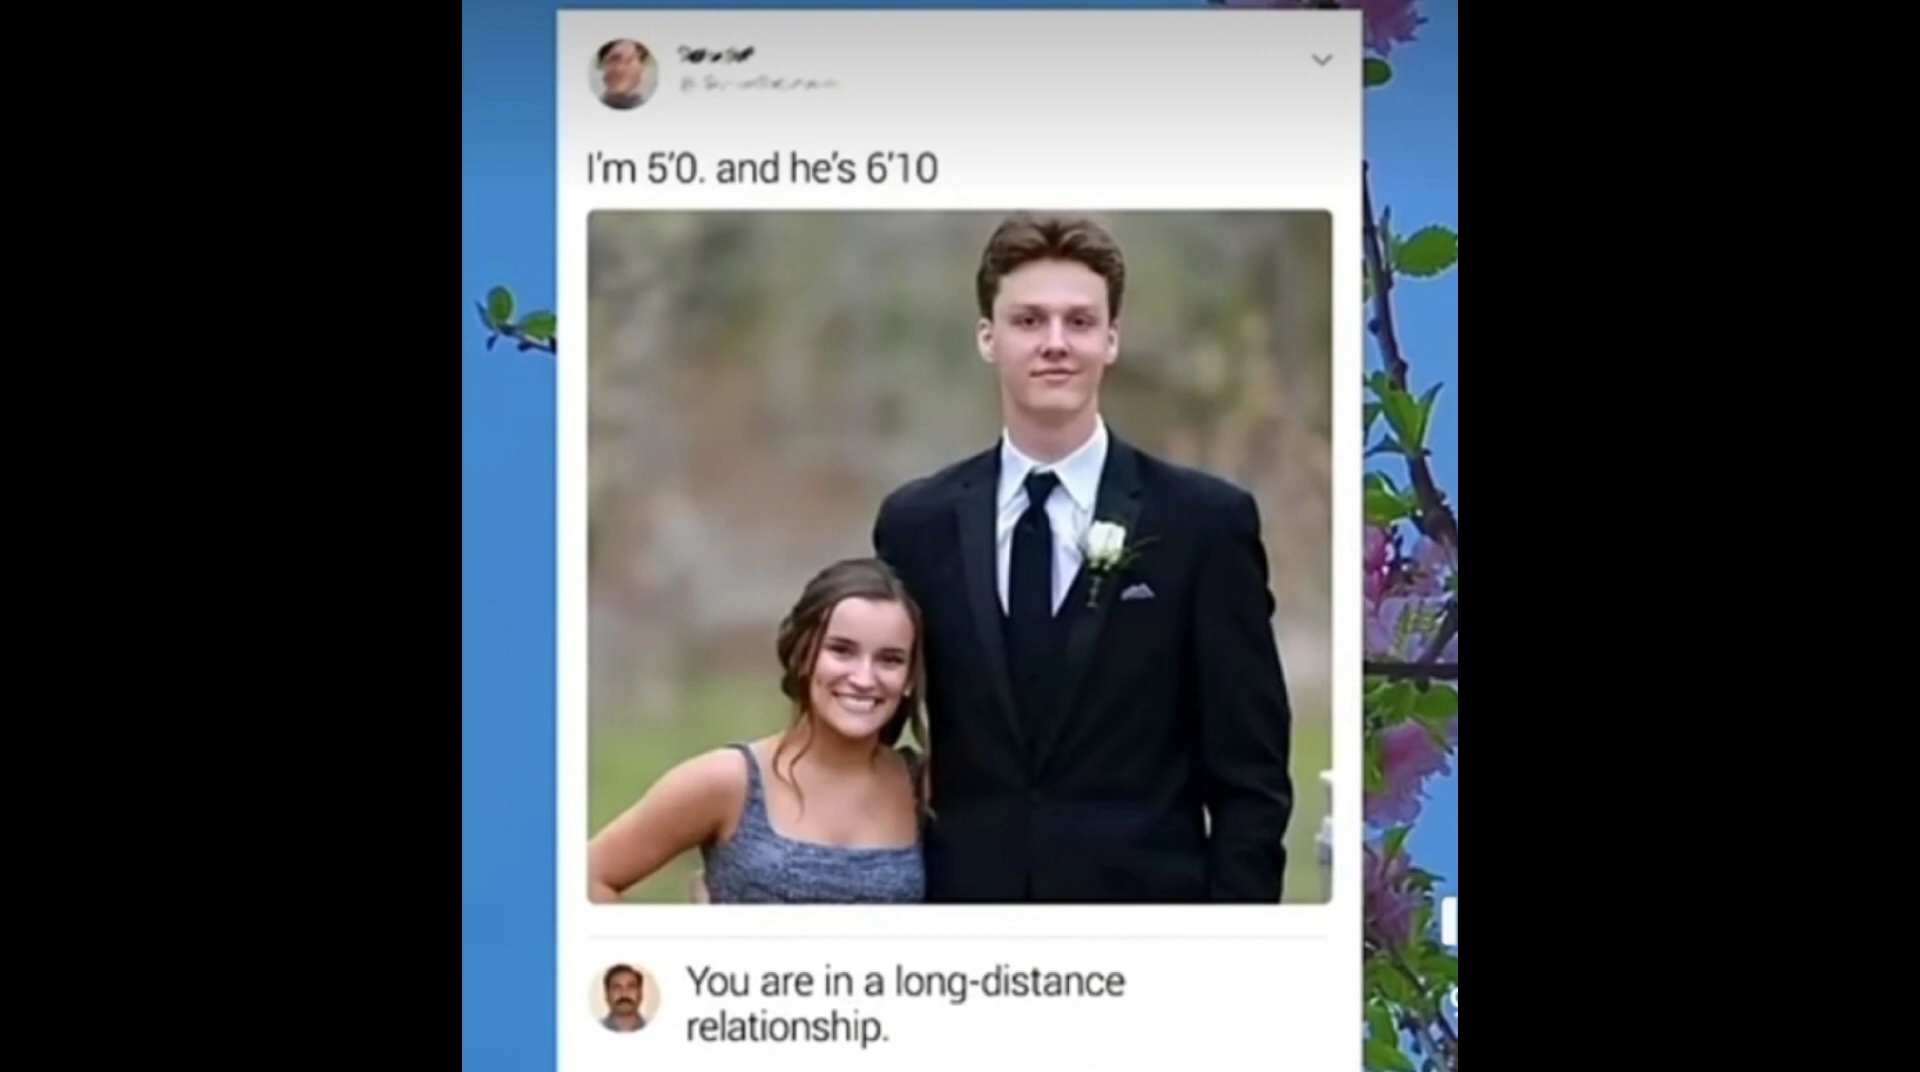 I'm 5'0. and he's 6'10
You are in a long-distance
relationship.